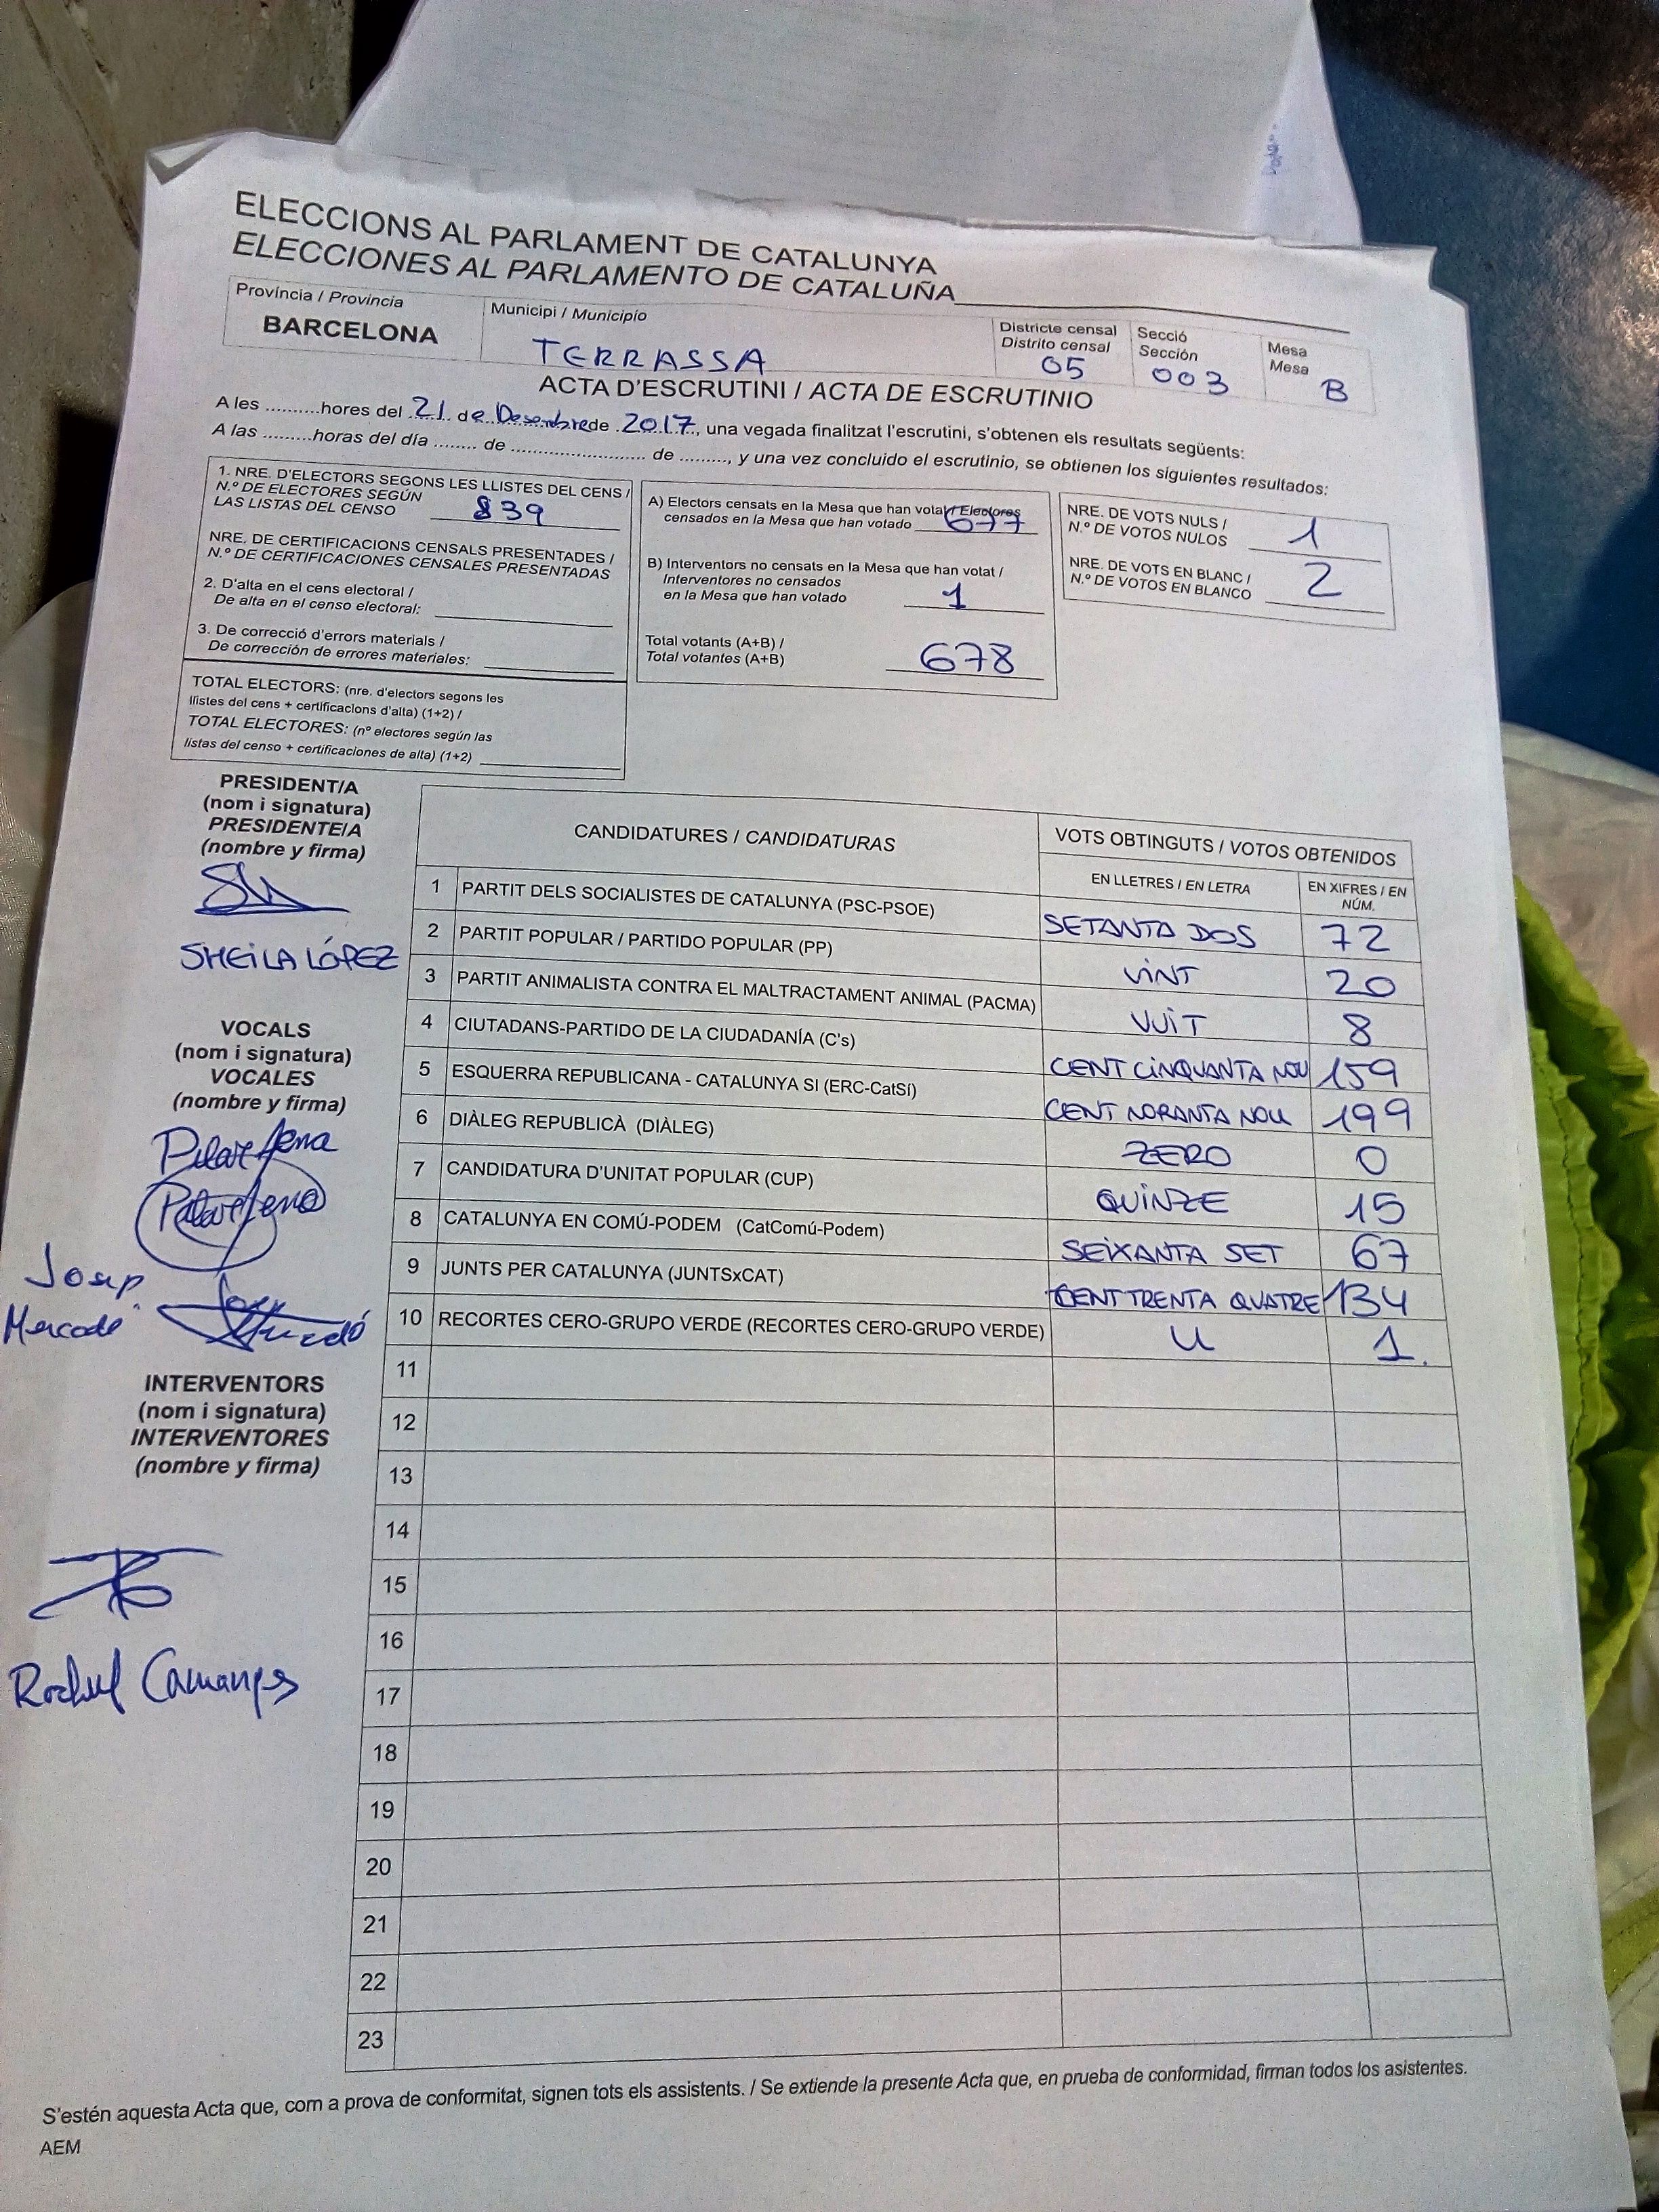 ELECCIONS AL PARLAMENT DE CATALUNYA
ELECCIONES AL PARLAMENTO DE CATALUÑA
Província / Provincia
BARCELONA
Municipi / Municipio
TERRASSA
Districte censal
Distrito censal
05
Secció
Sección
003
Mesa
Mesa
B
ACTA D'ESCRUTINI / ACTA DE ESCRUTINIO
A les ..........hores del 21 de Desembre de 2017, una vegada finalitzat l'escrutini, s'obtenen els resultats següents:
A las .........horas del día ........ de ........................ de ........., y una vez concluido el escrutinio, se obtienen los siguientes resultados:
1. NRE. D'ELECTORS SEGONS LES LLISTES DEL CENS /
N.º DE ELECTORES SEGÚN
LAS LISTAS DEL CENSO 839
NRE. DE CERTIFICACIONS CENSALS PRESENTADES /
N.º DE CERTIFICACIONES CENSALES PRESENTADAS
2. D'alta en el cens electoral /
De alta en el censo electoral:
3. De correcció d'errors materials /
De corrección de errores materiales:
TOTAL ELECTORS: (nre. d'electors segons les
llistes del cens + certificacions d'alta) (1+2) /
TOTAL ELECTORES: (nº electores según las
listas del censo + certificaciones de alta) (1+2)
A) Electors censats en la Mesa que han votat / Electores
censados en la Mesa que han votado 677
B) Interventors no censats en la Mesa que han votat /
Interventores no censados
en la Mesa que han votado 1
Total votants (A+B) /
Total votantes (A+B) 678
NRE. DE VOTS NULS /
N.º DE VOTOS NULOS 1
NRE. DE VOTS EN BLANC /
N.º DE VOTOS EN BLANCO 2
PRESIDENT/A
(nom i signatura)
PRESIDENTE/A
(nombre y firma)
SHEILA LÓPEZ
VOCALS
(nom i signatura)
VOCALES
(nombre y firma)
Josep
Mercadé
INTERVENTORS
(nom i signatura)
INTERVENTORES
(nombre y firma)
CANDIDATURES / CANDIDATURAS
VOTS OBTINGUTS / VOTOS OBTENIDOS
EN LLETRES / EN LETRA
EN XIFRES / EN NÚM.
1 PARTIT DELS SOCIALISTES DE CATALUNYA (PSC-PSOE) SETANTA DOS 72
2 PARTIT POPULAR / PARTIDO POPULAR (PP) VINT 20
3 PARTIT ANIMALISTA CONTRA EL MALTRACTAMENT ANIMAL (PACMA) VUIT 8
4 CIUTADANS-PARTIDO DE LA CIUDADANÍA (C's) CENT CINQUANTA NOU 159
5 ESQUERRA REPUBLICANA - CATALUNYA SI (ERC-CatSí) CENT NORANTA NOU 199
6 DIÀLEG REPUBLICÀ (DIÀLEG) ZERO 0
7 CANDIDATURA D'UNITAT POPULAR (CUP) QUINZE 15
8 CATALUNYA EN COMÚ-PODEM (CatComú-Podem) SEIXANTA SET 67
9 JUNTS PER CATALUNYA (JUNTSxCAT) CENT TRENTA QUATRE 134
10 RECORTES CERO-GRUPO VERDE (RECORTES CERO-GRUPO VERDE) U 1.
11
12
13
14
15
16
17
18
19
20
21
22
23
S'estén aquesta Acta que, com a prova de conformitat, signen tots els assistents. / Se extiende la presente Acta que, en prueba de conformidad, firman todos los asistentes.
AEM